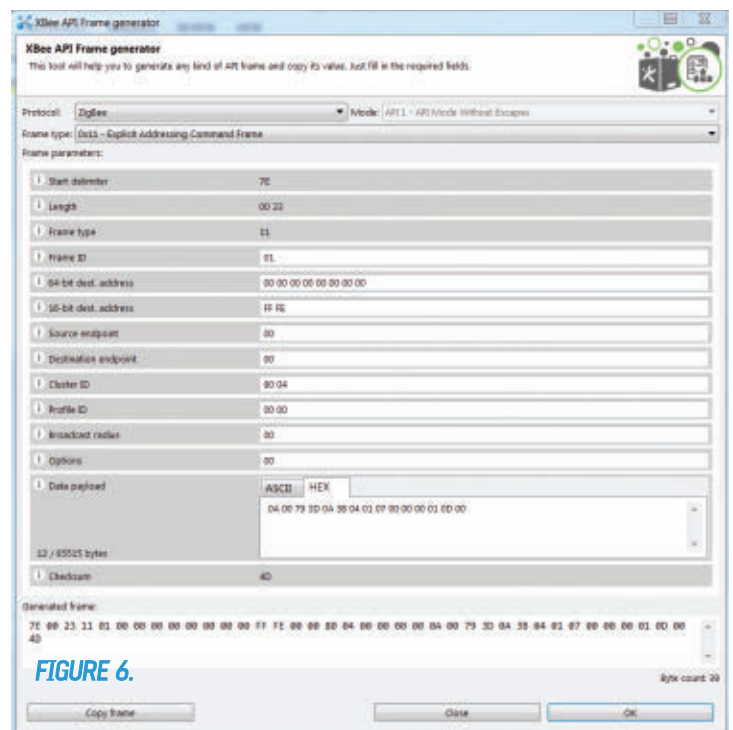 XBee API Frame generator
XBee API Frame generator
This tool will help you to generate any kind of API frame and copy its value. Just fill in the required fields.
Protocol: ZigBee Mode: API 1 - API Mode Without Escapes
Frame type: 0x11 - Explicit Addressing Command Frame
Frame parameters:
Start delimiter 7E
Length 00 23
Frame type 11
Frame ID 01
64-bit dest. address 00 00 00 00 00 00 00 00
16-bit dest. address FF FE
Source endpoint 00
Destination endpoint 00
Cluster ID 80 04
Profile ID 00 00
Broadcast radius 00
Options 00
Data payload ASCII HEX
0A 00 79 3D 0A 38 04 01 07 00 00 00 01 0D 00
/ 65515 bytes
Checksum 4D
Generated frame:
7E 00 23 11 01 00 00 00 00 00 00 00 00 FF FE 00 00 80 04 00 00 00 00 0A 00 79 3D 0A 38 04 01 07 00 00 00 01 0D 00
4D
FIGURE 6.
Byte count: 39
Copy frame Close OK